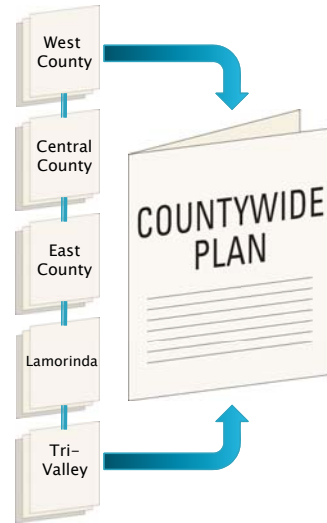 West
County
Central
County
East
County
Lamorinda
Tri-
Valley
COUNTYWIDE
PLAN